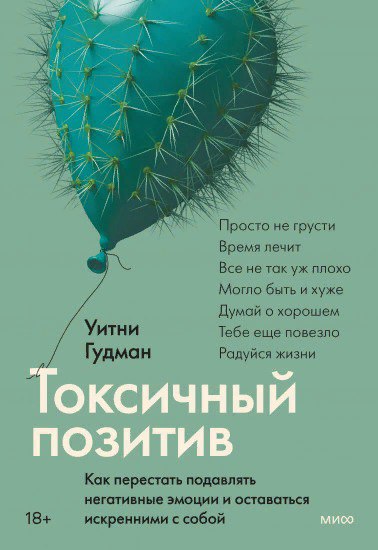 Просто не грусти
Время лечит
Все не так уж плохо
Могло быть и хуже
Думай о хорошем
Тебе еще повезло
Радуйся жизни
Уитни
Гудман
Токсичный
позитив
Как перестать подавлять
негативные эмоции и оставаться
искренними с собой
18+
МИФ